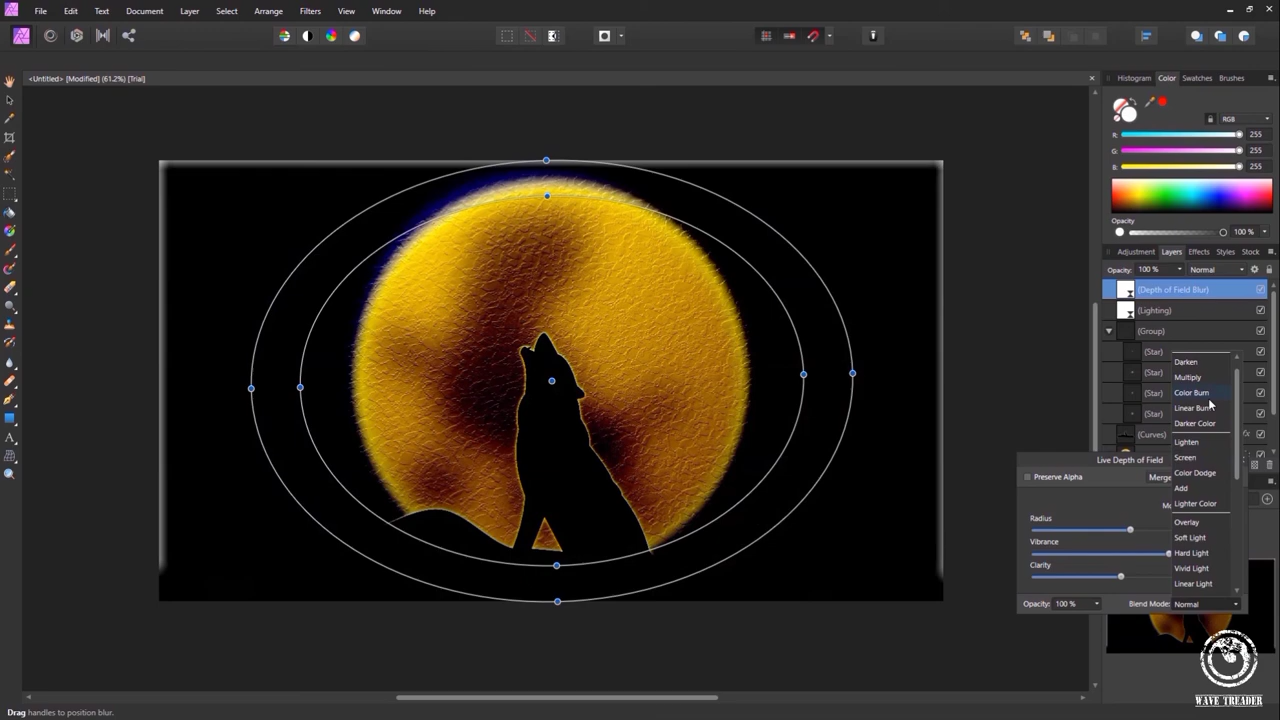 File Edit Text Document Layer Select Arrange Filters View Window Help
<Untitled> [Modified] (61.2%) [Trial]
Histogram Color Swatches Brushes
RGB
R: 255
G: 255
B: 255
Opacity
100 %
Adjustment Layers Effects Styles Stock
Opacity: 100 % Normal
(Depth of Field Blur)
(Lighting)
(Group)
(Star)
(Star)
(Star)
(Star)
(Curves)
Darken
Multiply
Color Burn
Linear Burn
Darker Color
Lighten
Screen
Color Dodge
Add
Lighter Color
Overlay
Soft Light
Hard Light
Vivid Light
Linear Light
Live Depth of Field
Preserve Alpha Merge
Radius
Vibrance
Clarity
Opacity: 100 % Blend Mode: Normal
WAVE TREADER
Drag handles to position blur.